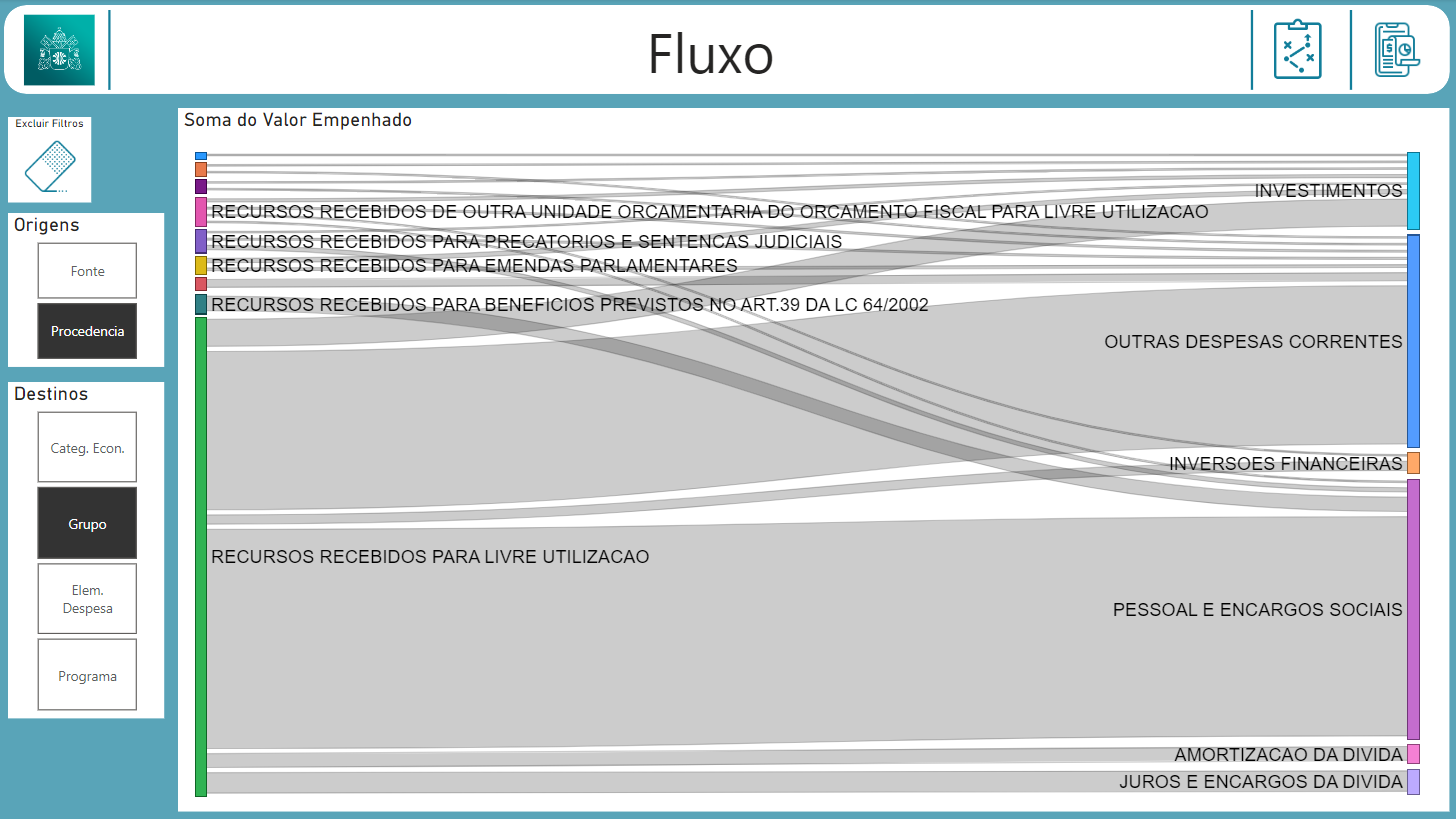 Fluxo
Excluir Filtros
Origens
Fonte
Procedencia
Destinos
Categ. Econ.
Grupo
Elem.
Despesa
Programa
Soma do Valor Empenhado
RECURSOS RECEBIDOS DE OUTRA UNIDADE ORCAMENTARIA DO ORCAMENTO FISCAL PARA LIVRE UTILIZACAO
RECURSOS RECEBIDOS PARA PRECATORIOS E SENTENCAS JUDICIAIS
RECURSOS RECEBIDOS PARA EMENDAS PARLAMENTARES
RECURSOS RECEBIDOS PARA BENEFICIOS PREVISTOS NO ART.39 DA LC 64/2002
RECURSOS RECEBIDOS PARA LIVRE UTILIZACAO
INVESTIMENTOS
OUTRAS DESPESAS CORRENTES
INVERSOES FINANCEIRAS
PESSOAL E ENCARGOS SOCIAIS
AMORTIZACAO DA DIVIDA
JUROS E ENCARGOS DA DIVIDA